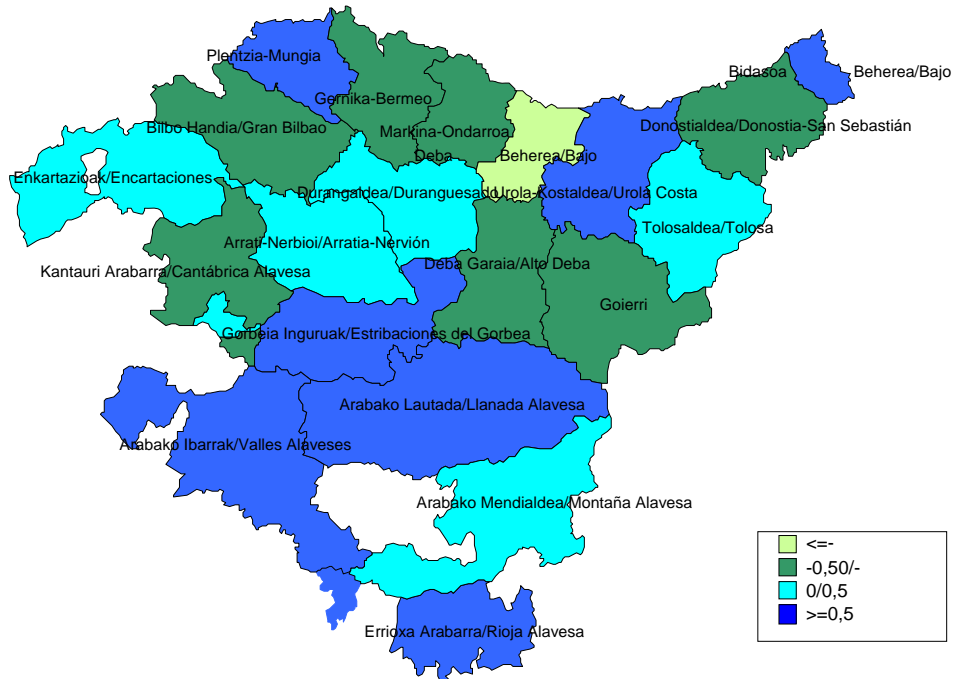 Plentzia-Mungia
Bidasoa
Beherea/Bajo
Gernika-Bermeo
Bilbo Handia/Gran Bilbao
Markina-Ondarroa
Donostialdea/Donostia-San Sebastián
Deba
Beherea/Bajo
Enkartazioak/Encartaciones
Durangaldea/Duranguesado
Urola-Kostaldea/Urola Costa
Tolosaldea/Tolosa
Arrati-Nerbioi/Arratia-Nervión
Kantauri Arabarra/Cantábrica Alavesa
Deba Garaia/Alto Deba
Goierri
Gorbeia Inguruak/Estribaciones del Gorbea
Arabako Lautada/Llanada Alavesa
Arabako Ibarrak/Valles Alaveses
Arabako Mendialdea/Montaña Alavesa
Errioxa Arabarra/Rioja Alavesa
<=-
-0,50/-
0/0,5
>=0,5